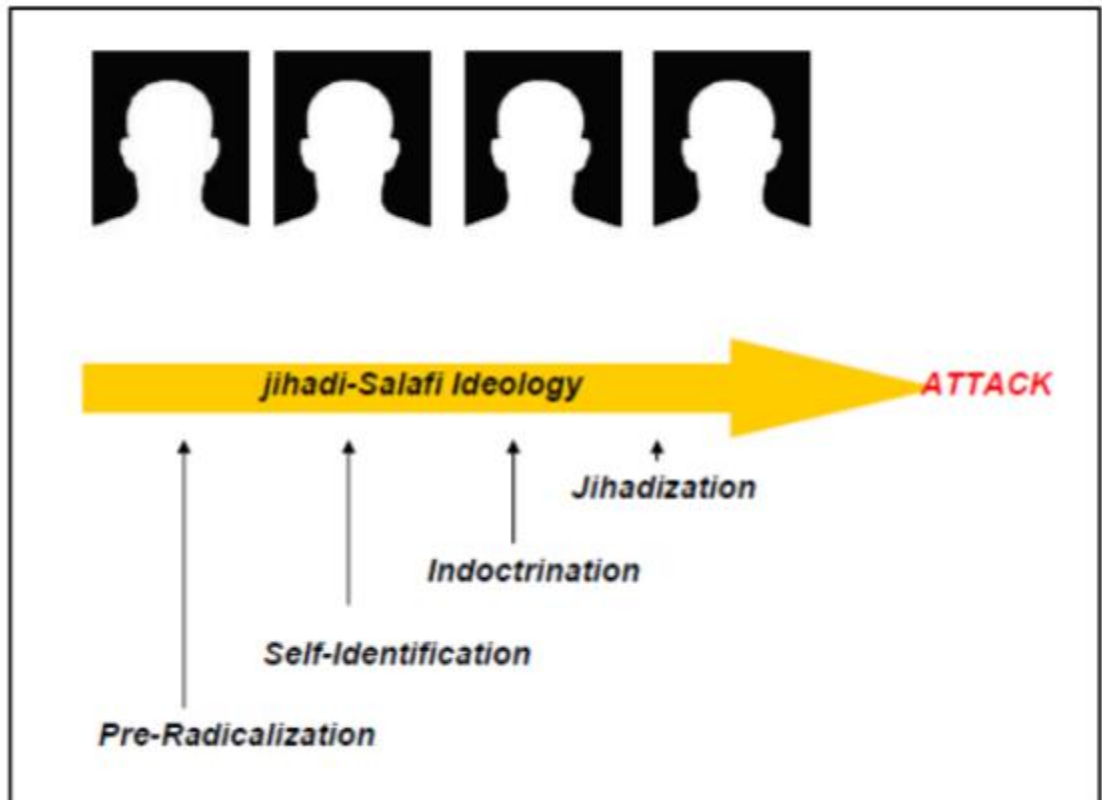 jihadi-Salafi Ideology
ATTACK
Jihadization
Indoctrination
Self-Identification
Pre-Radicalization